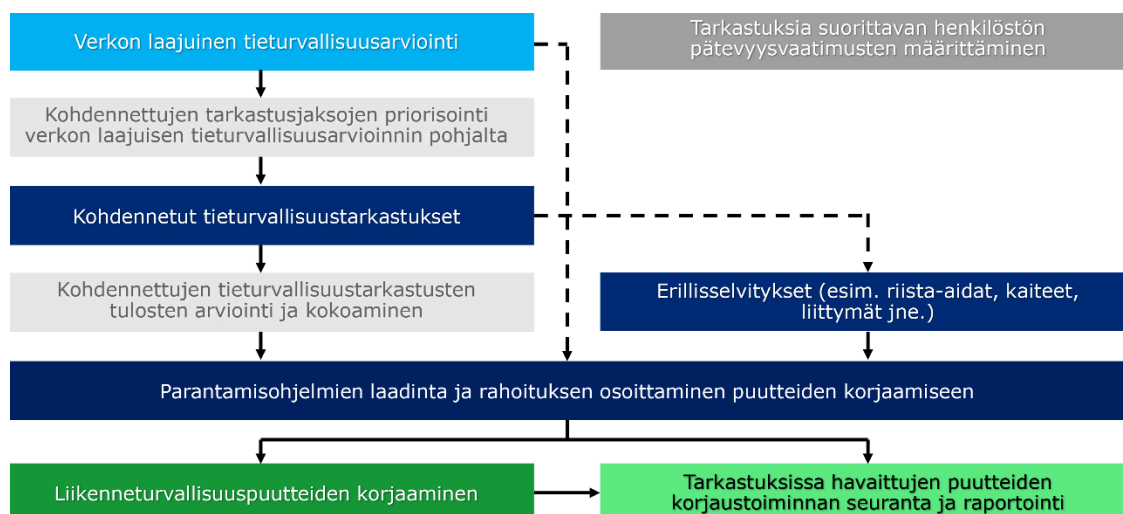 Verkon laajuinen tieturvallisuusarviointi
Tarkastuksia suorittavan henkilöstön
pätevyysvaatimusten määrittäminen
Kohdennettujen tarkastusjaksojen priorisointi
verkon laajuisen tieturvallisuusarvioinnin pohjalta
Kohdennetut tieturvallisuustarkastukset
Kohdennettujen tieturvallisuustarkastusten
tulosten arviointi ja kokoaminen
Erillisselvitykset (esim. riista-aidat, kaiteet,
liittymät jne.)
Parantamisohjelmien laadinta ja rahoituksen osoittaminen puutteiden korjaamiseen
Liikenneturvallisuuspuutteiden korjaaminen
Tarkastuksissa havaittujen puutteiden
korjaustoiminnan seuranta ja raportointi